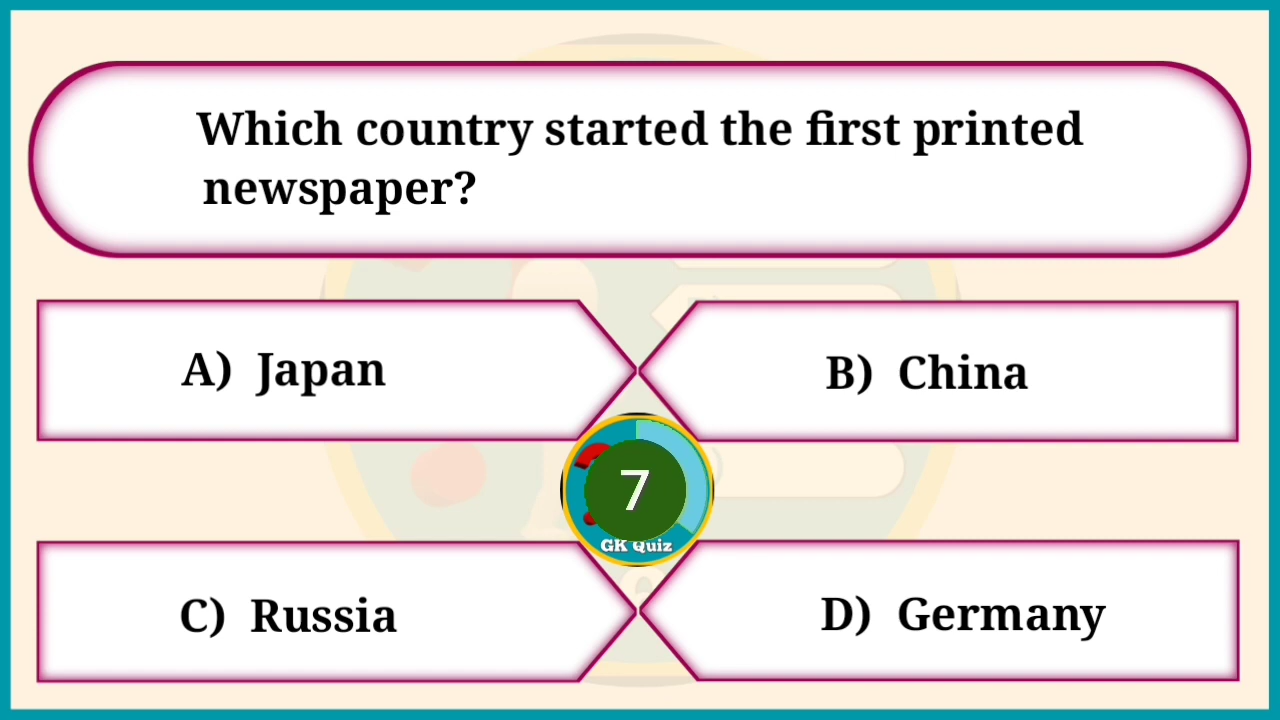 Which country started the first printed
newspaper?
A) Japan
B) China
7
GK Quiz
C) Russia
D) Germany